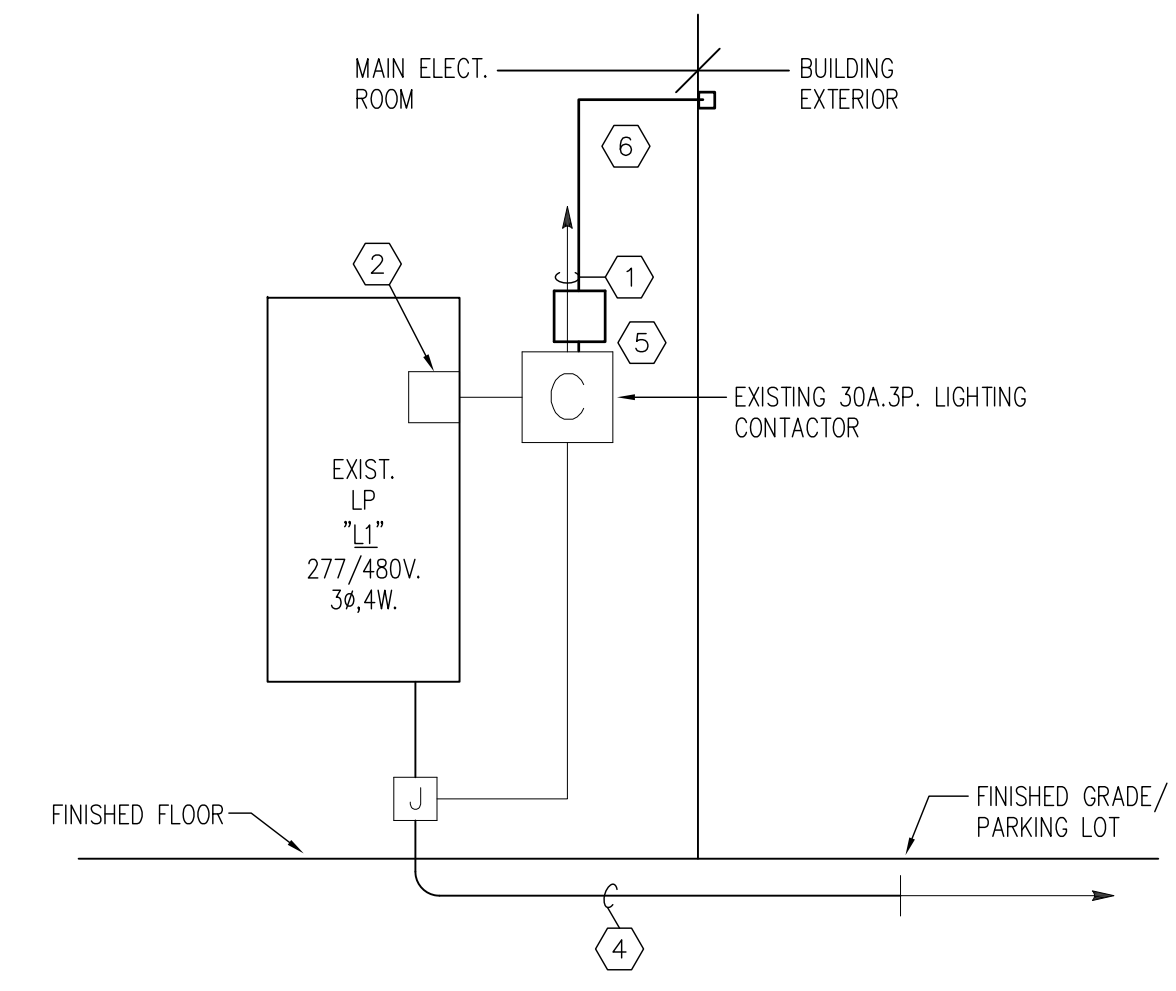 MAIN ELECT.
ROOM
BUILDING
EXTERIOR
6
2
1
5
C
EXISTING 30A.3P. LIGHTING
CONTACTOR
EXIST.
LP
"L1"
277/480V.
3ø,4W.
J
FINISHED FLOOR
FINISHED GRADE/
PARKING LOT
4